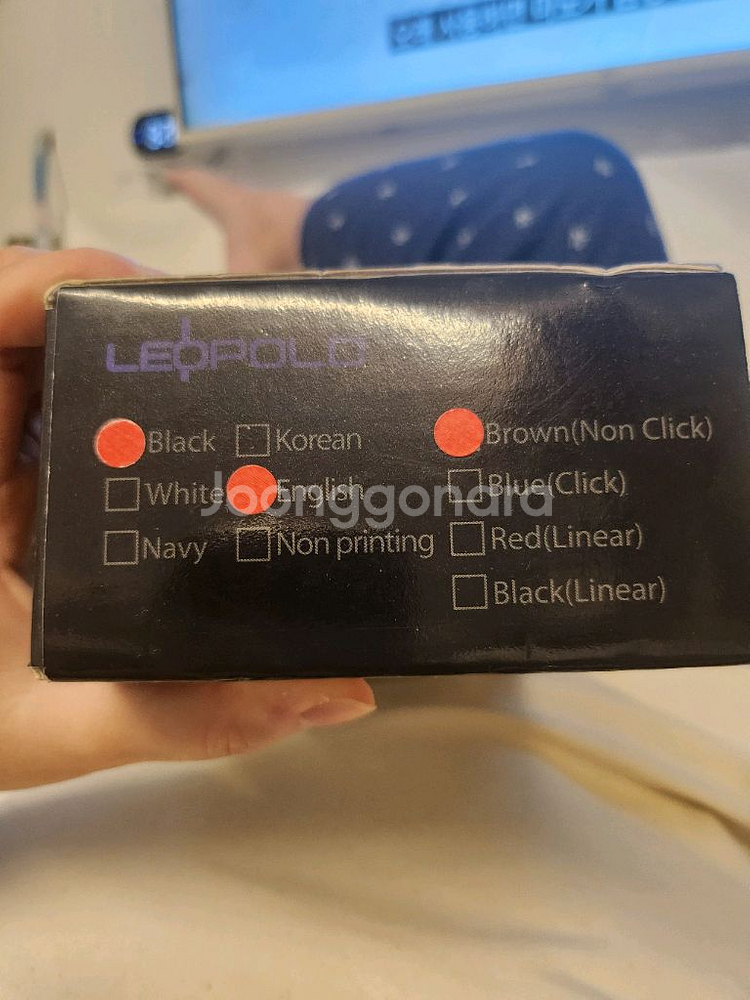 LEOPOLD
Black Korean Brown(Non Click)
White English Blue(Click)
Joonggonara
Navy Non printing Red(Linear)
Black(Linear)